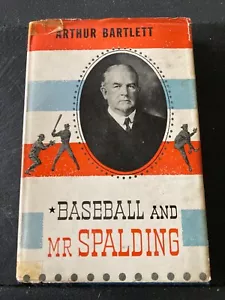 ARTHUR BARTLETT
BASEBALL AND
MR SPALDING